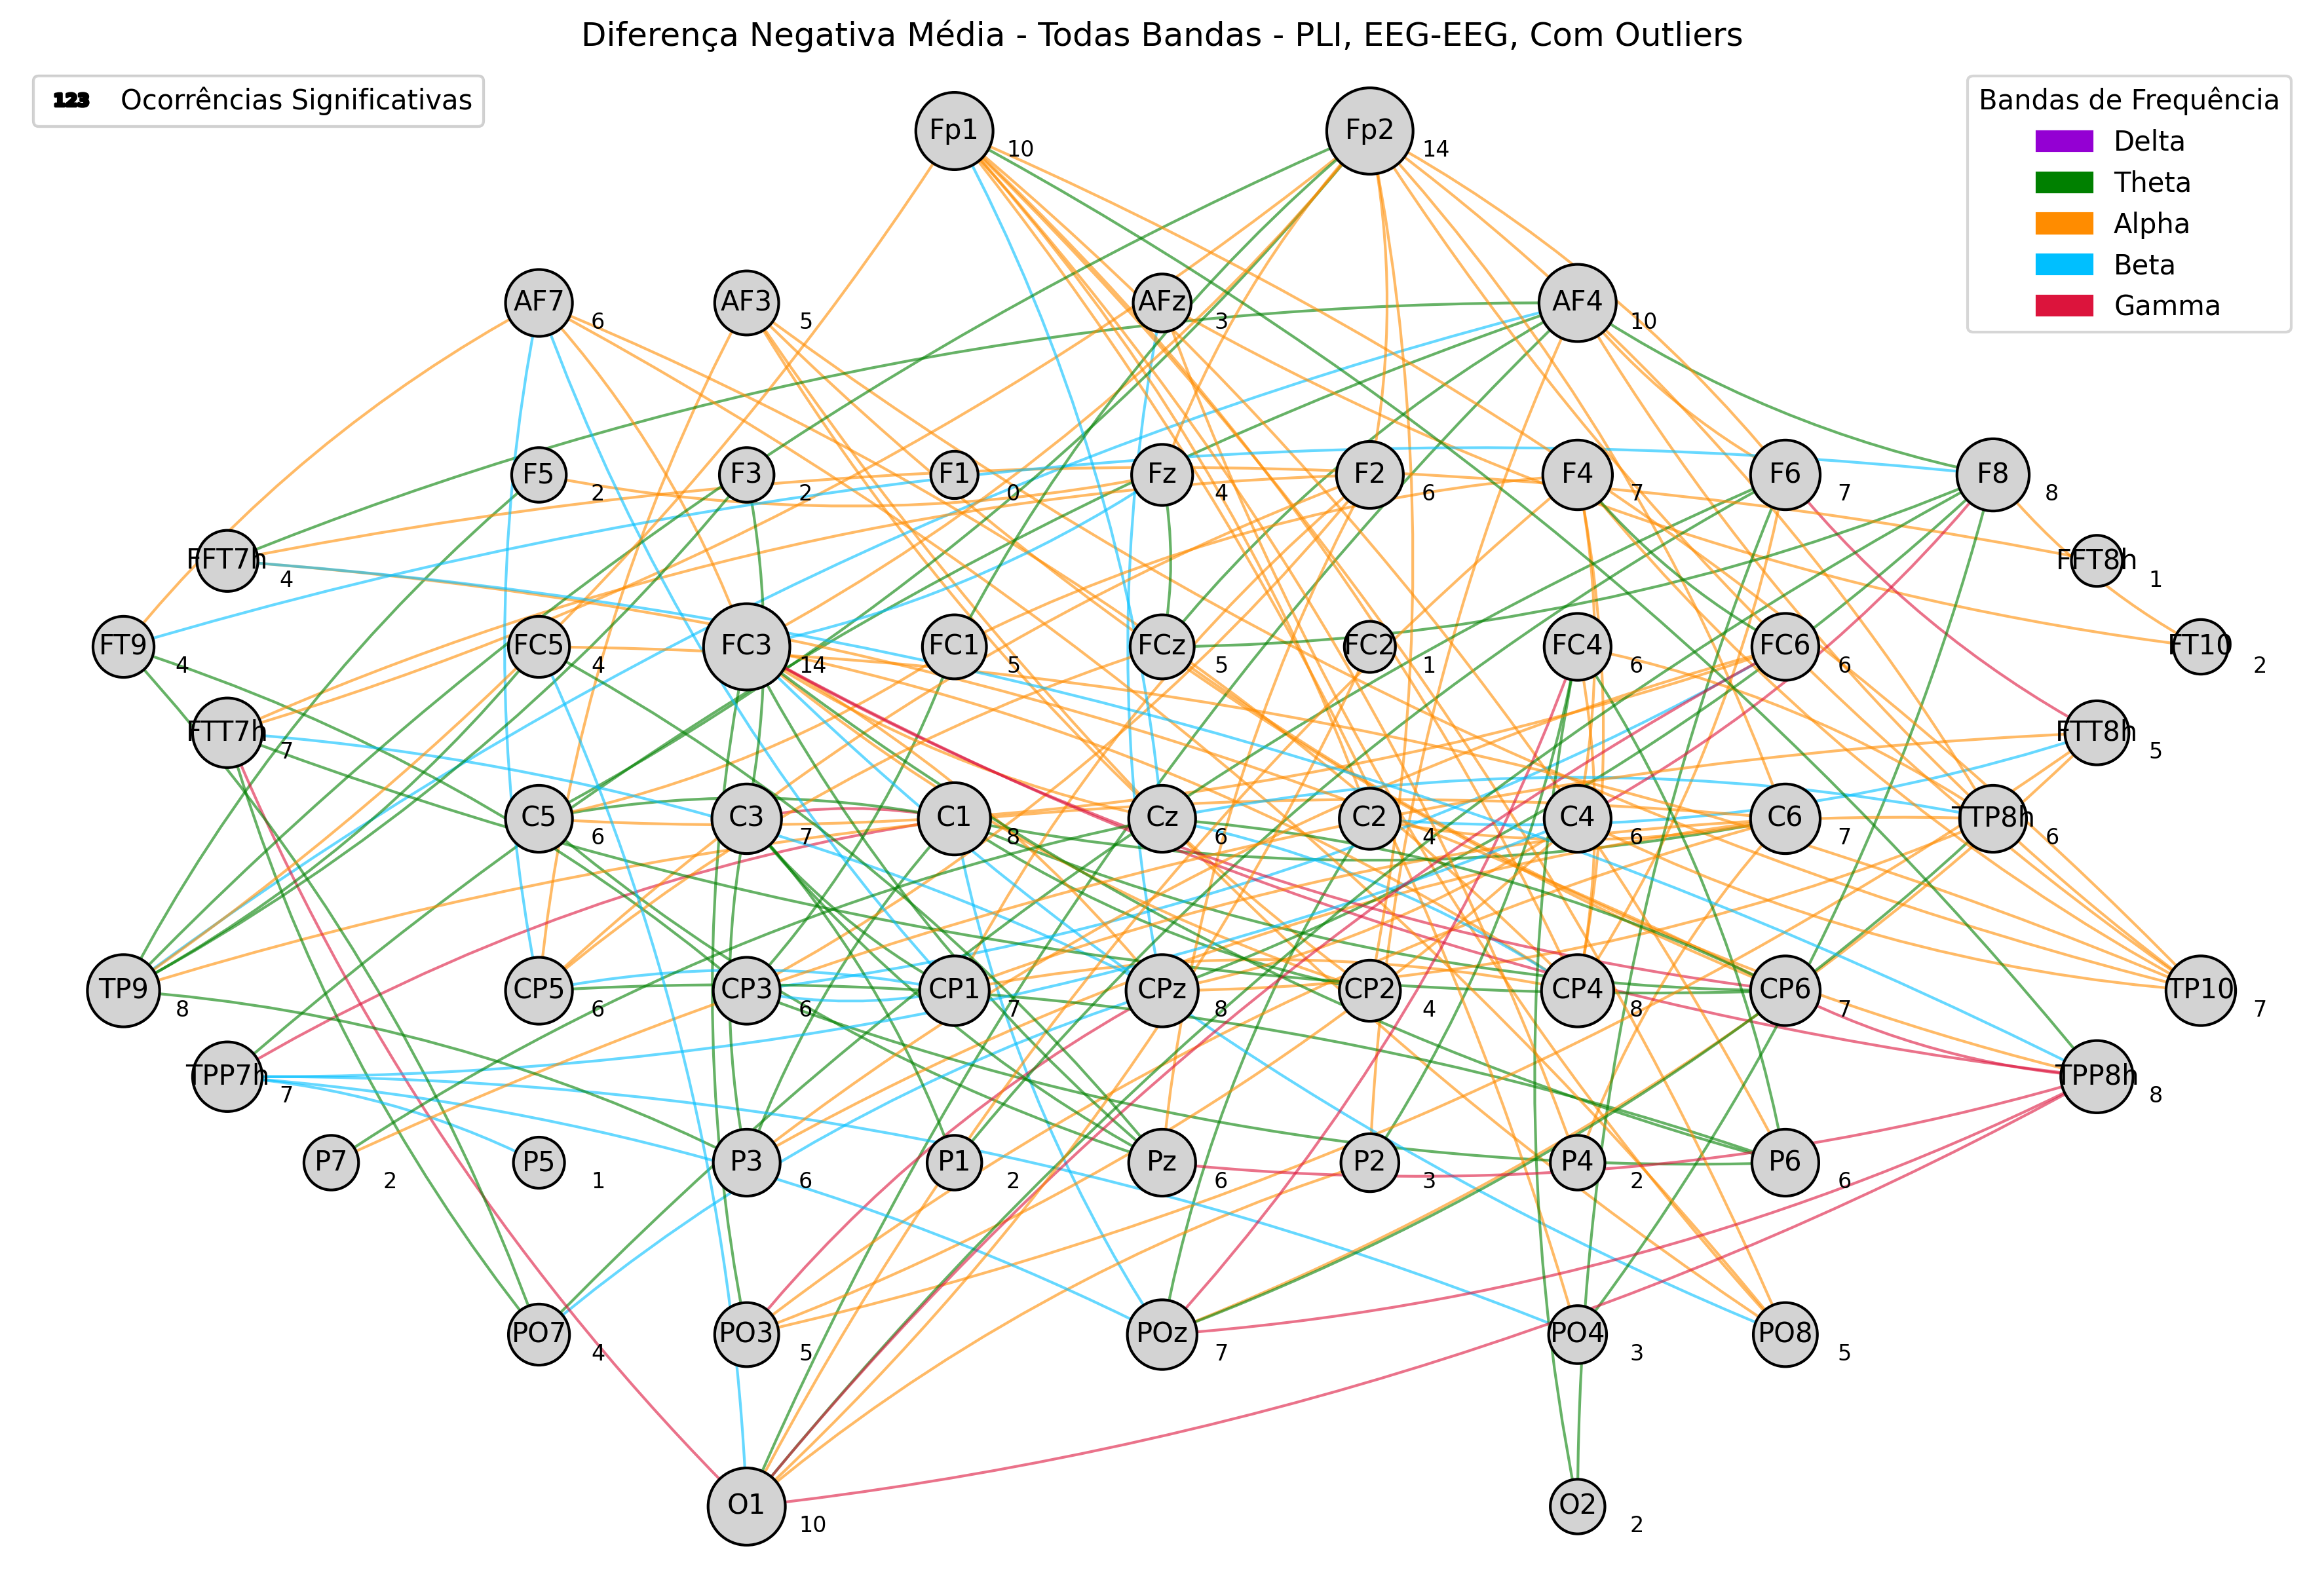 Diferença Negativa Média - Todas Bandas - PLI, EEG-EEG, Com Outliers
123 Ocorrências Significativas
Bandas de Frequência
Delta
Theta
Alpha
Beta
Gamma
Fp1 10 Fp2 14
AF7 6 AF3 5 AFz 3 AF4 10
F5 2 F3 2 F1 0 Fz 4 F2 6 F4 7 F6 7 F8 8
FFT7h 4 FFT8h 1
FT9 4 FC5 4 FC3 14 FC1 5 FCz 5 FC2 1 FC4 6 FC6 6 FT10 2
FTT7h 7 FTT8h 5
C5 6 C3 7 C1 8 Cz 6 C2 4 C4 6 C6 7 TTP8h 6
TP9 8 CP5 6 CP3 6 CP1 7 CPz 8 CP2 4 CP4 8 CP6 7 TP10 7
TPP7h 7 TPP8h 8
P7 2 P5 1 P3 6 P1 2 Pz 6 P2 3 P4 2 P6 6
PO7 4 PO3 5 POz 7 PO4 3 PO8 5
O1 10 O2 2